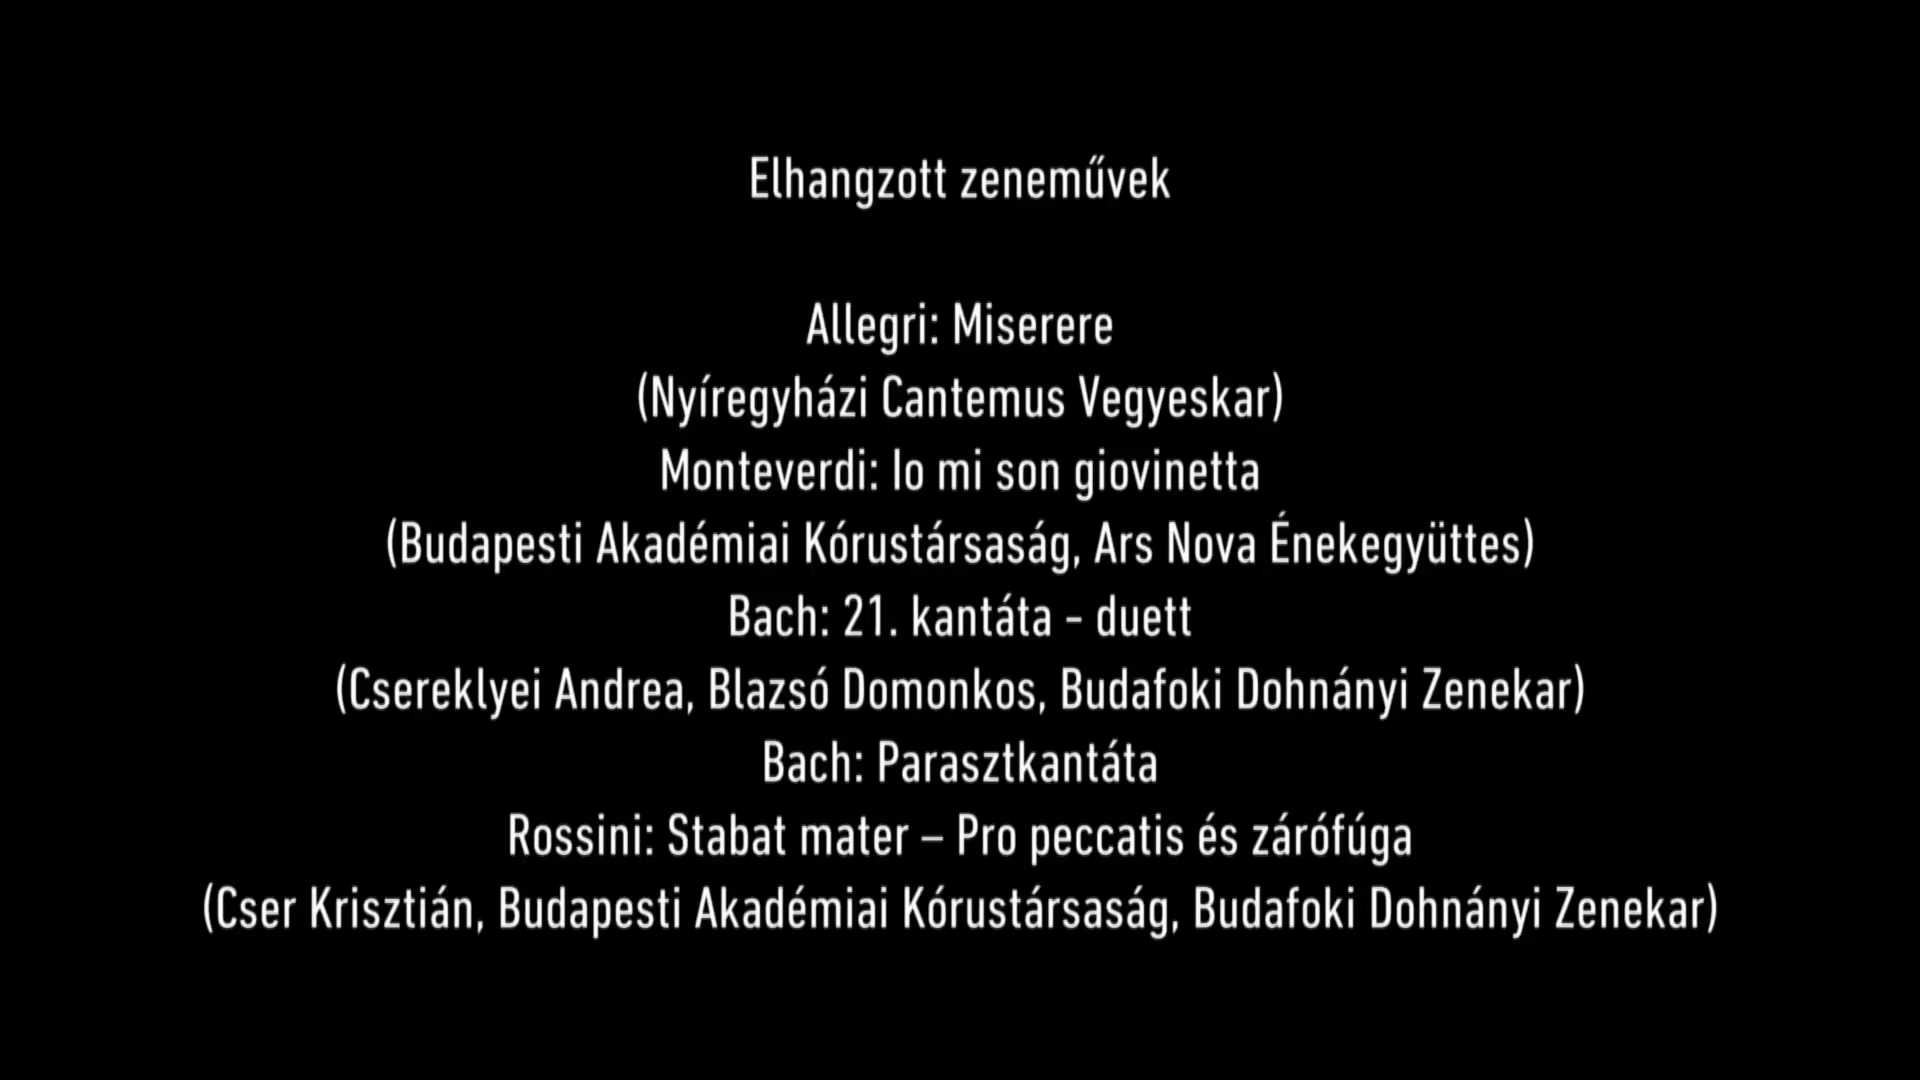 Elhangzott zeneművek
Allegri: Miserere
(Nyíregyházi Cantemus Vegyeskar)
Monteverdi: Io mi son giovinetta
(Budapesti Akadémiai Kórustársaság, Ars Nova Énekegyüttes)
Bach: 21. kantáta - duett
(Csereklyei Andrea, Blazsó Domonkos, Budafoki Dohnányi Zenekar)
Bach: Parasztkantáta
Rossini: Stabat mater – Pro peccatis és zárófúga
(Cser Krisztián, Budapesti Akadémiai Kórustársaság, Budafoki Dohnányi Zenekar)